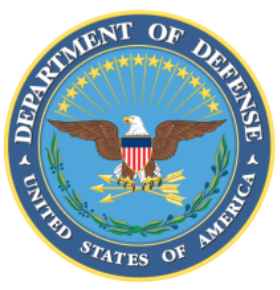 DEPARTMENT OF DEFENSE
UNITED STATES OF AMERICA